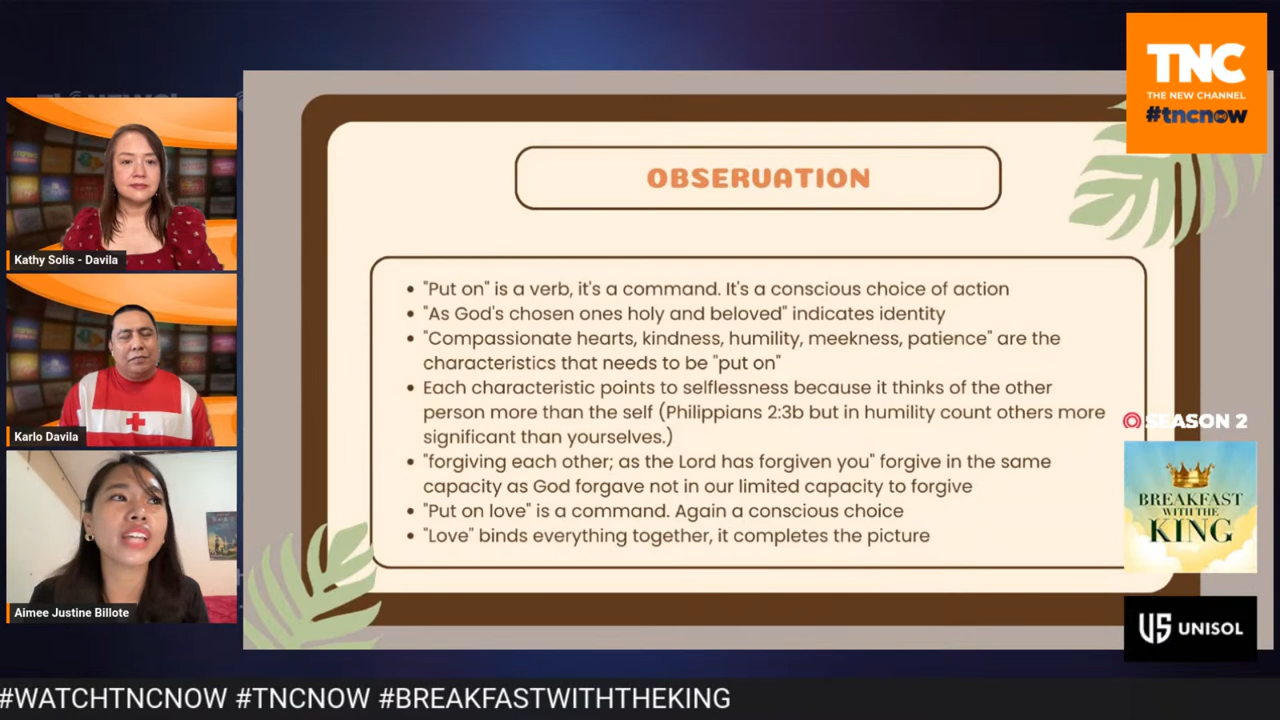 TNC
THE NEW CHANNEL
#tncnow
OBSERVATION
• "Put on" is a verb, it's a command. It's a conscious choice of action
• "As God's chosen ones holy and beloved" indicates identity
• "Compassionate hearts, kindness, humility, meekness, patience" are the
characteristics that needs to be "put on"
• Each characteristic points to selflessness because it thinks of the other
person more than the self (Philippians 2:3b but in humility count others more
significant than yourselves.)
• "forgiving each other; as the Lord has forgiven you" forgive in the same
capacity as God forgave not in our limited capacity to forgive
• "Put on love" is a command. Again a conscious choice
• "Love" binds everything together, it completes the picture
Kathy Solis - Davila
Karlo Davila
Aimee Justine Billote
SEASON 2
BREAKFAST
WITH THE
KING
UNISOL
#WATCHTNCNOW #TNCNOW #BREAKFASTWITHTHEKING